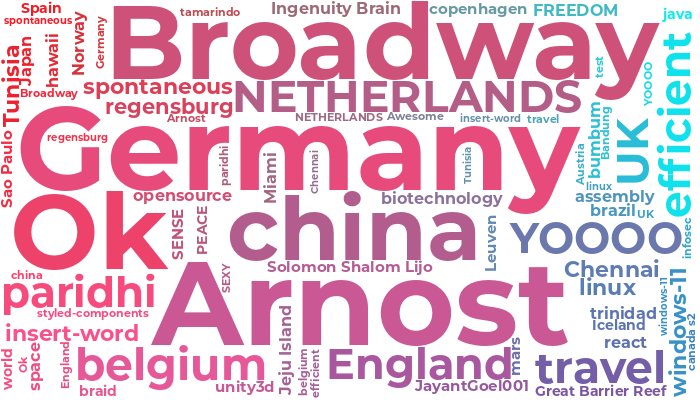 Spain
spontaneous
tamarindo
Ingenuity Brain
copenhagen
FREEDOM
java
Broadway
Tunisia
Japan
hawaii
Norway
Germany
Broadway
spontaneous
regensburg
NETHERLANDS
test
YOOOO
efficient
Arnost
NETHERLANDS
Awesome
insert-word
travel
bumbum
Bandung
UK
Germany
regensburg
Sao Paulo
paridhi
Miami
Chennai
Tunisia
Austria
linux
Ok
opensource
biotechnology
assembly
brazil
UK
SENSE
PEACE
china
Leuven
YOOOO
infosec
china
paridhi
SEXY
Solomon Shalom Lijo
Chennai
linux
windows-11
windows-11
styled-components
Arnost
trinidad
Iceland
canada s2
insert-word
react
world
Ok
space
England
belgium
Jeju Island
belgium
efficient
England
mars
travel
braid
unity3d
JayantGoel001
Great Barrier Reef